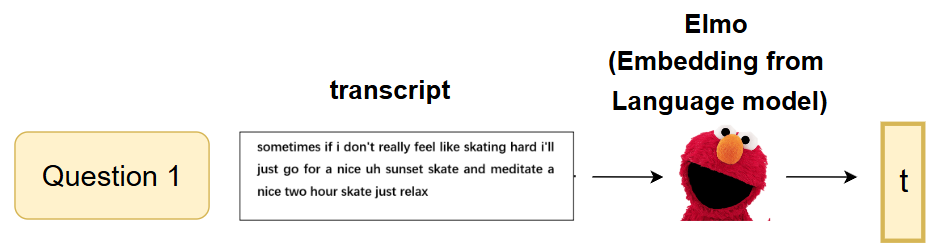 Elmo
(Embedding from
Language model)
transcript
Question 1
sometimes if i don't really feel like skating hard i'll
just go for a nice uh sunset skate and meditate a
nice two hour skate just relax
t